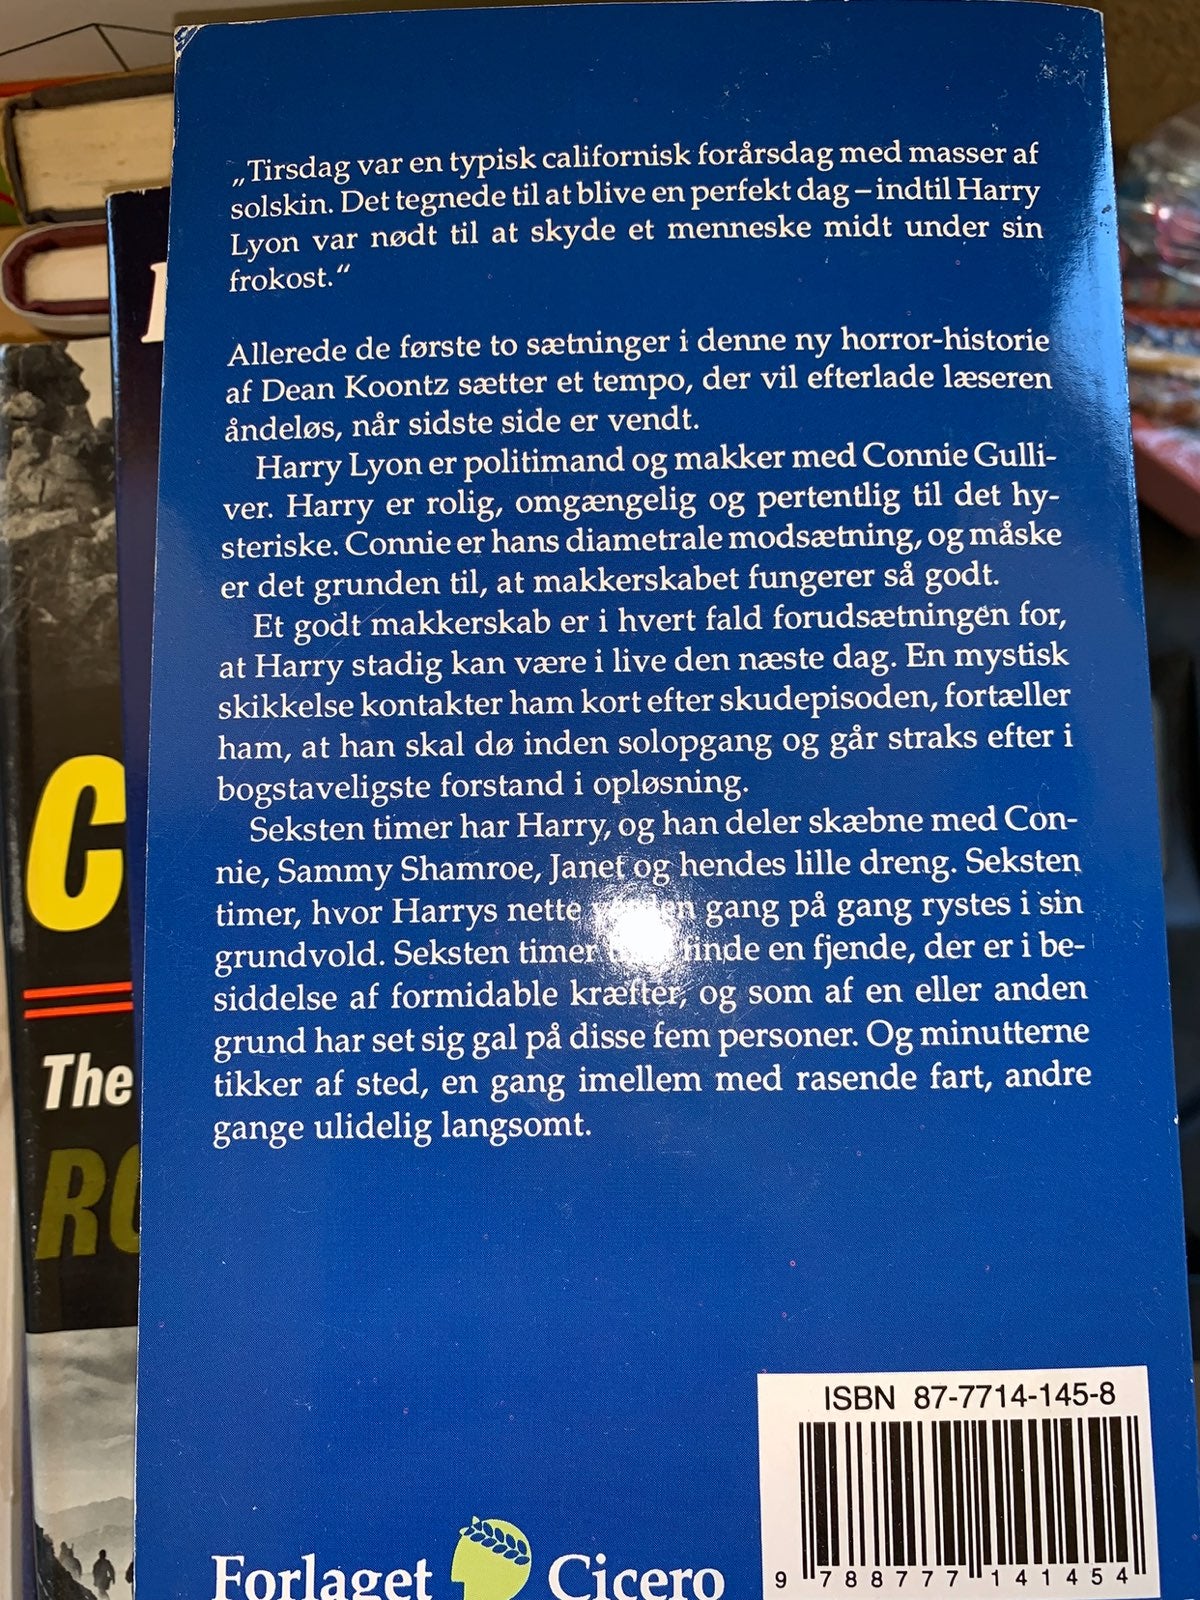 „Tirsdag var en typisk californisk forårsdag med masser af
solskin. Det tegnede til at blive en perfekt dag – indtil Harry
Lyon var nødt til at skyde et menneske midt under sin
frokost.“
Allerede de første to sætninger i denne ny horror-historie
af Dean Koontz sætter et tempo, der vil efterlade læseren
åndeløs, når sidste side er vendt.
Harry Lyon er politimand og makker med Connie Gulli-
ver. Harry er rolig, omgængelig og pertentlig til det hy-
steriske. Connie er hans diametrale modsætning, og måske
er det grunden til, at makkerskabet fungerer så godt.
Et godt makkerskab er i hvert fald forudsætningen for,
at Harry stadig kan være i live den næste dag. En mystisk
skikkelse kontakter ham kort efter skudepisoden, fortæller
ham, at han skal dø inden solopgang og går straks efter i
bogstaveligste forstand i opløsning.
Seksten timer har Harry, og han deler skæbne med Con-
nie, Sammy Shamroe, Janet og hendes lille dreng. Seksten
timer, hvor Harrys nette verden gang på gang rystes i sin
grundvold. Seksten timer finde en fjende, der er i be-
siddelse af formidable kræfter, og som af en eller anden
grund har set sig gal på disse fem personer. Og minutterne
tikker af sted, en gang imellem med rasende fart, andre
gange ulidelig langsomt.
ISBN 87-7714-145-8
9 788777 141454
Forlaget Cicero
C
The
RO